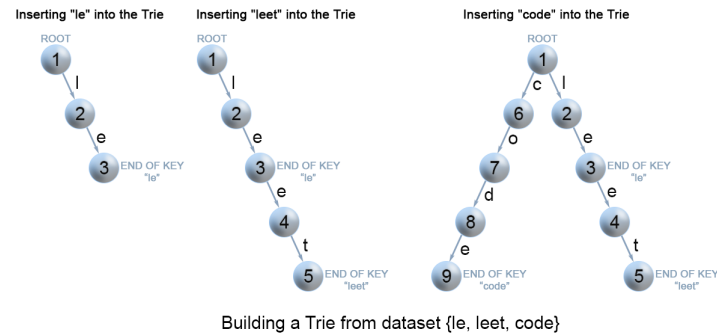 Inserting "le" into the Trie
ROOT
1
l
2
e
3 END OF KEY
"le"
Inserting "leet" into the Trie
ROOT
1
l
2
e
3 END OF KEY
"le"
e
4
t
5 END OF KEY
"leet"
Inserting "code" into the Trie
ROOT
1
c l
6 2
o e
7 3 END OF KEY
"le"
d e
8 4
e t
9 END OF KEY 5 END OF KEY
"code" "leet"
Building a Trie from dataset {le, leet, code}